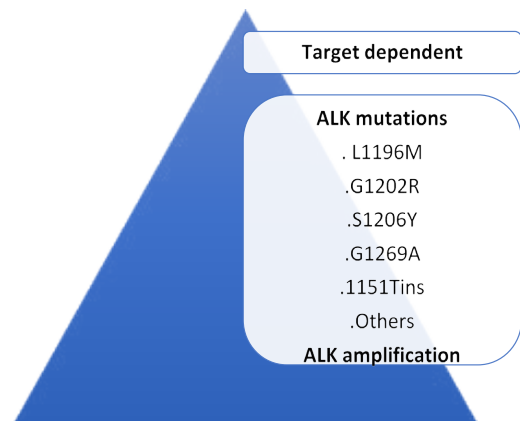 Target dependent
ALK mutations
. L1196M
.G1202R
.S1206Y
.G1269A
.1151Tins
.Others
ALK amplification